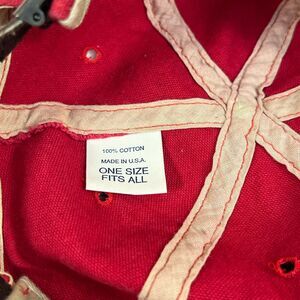 100% COTTON
MADE IN U.S.A.
ONE SIZE
FITS ALL